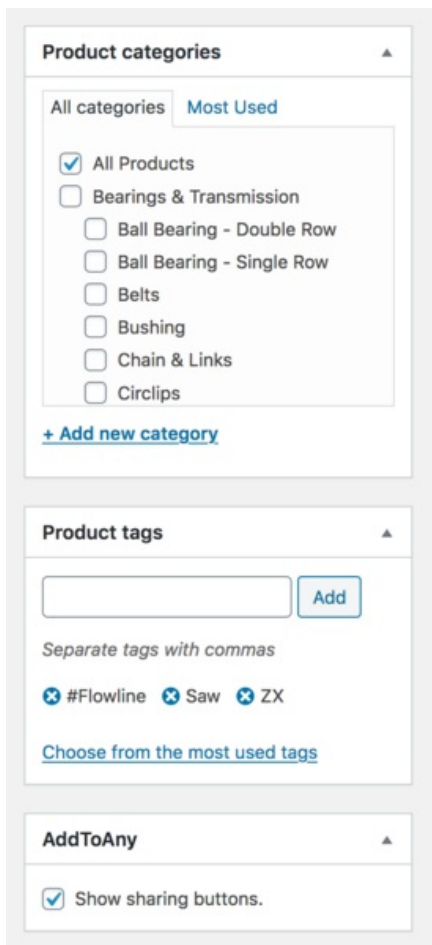 Product categories
All categories Most Used
All Products
Bearings & Transmission
Ball Bearing - Double Row
Ball Bearing - Single Row
Belts
Bushing
Chain & Links
Circlips
+ Add new category
Product tags
Add
Separate tags with commas
#Flowline Saw ZX
Choose from the most used tags
AddToAny
Show sharing buttons.